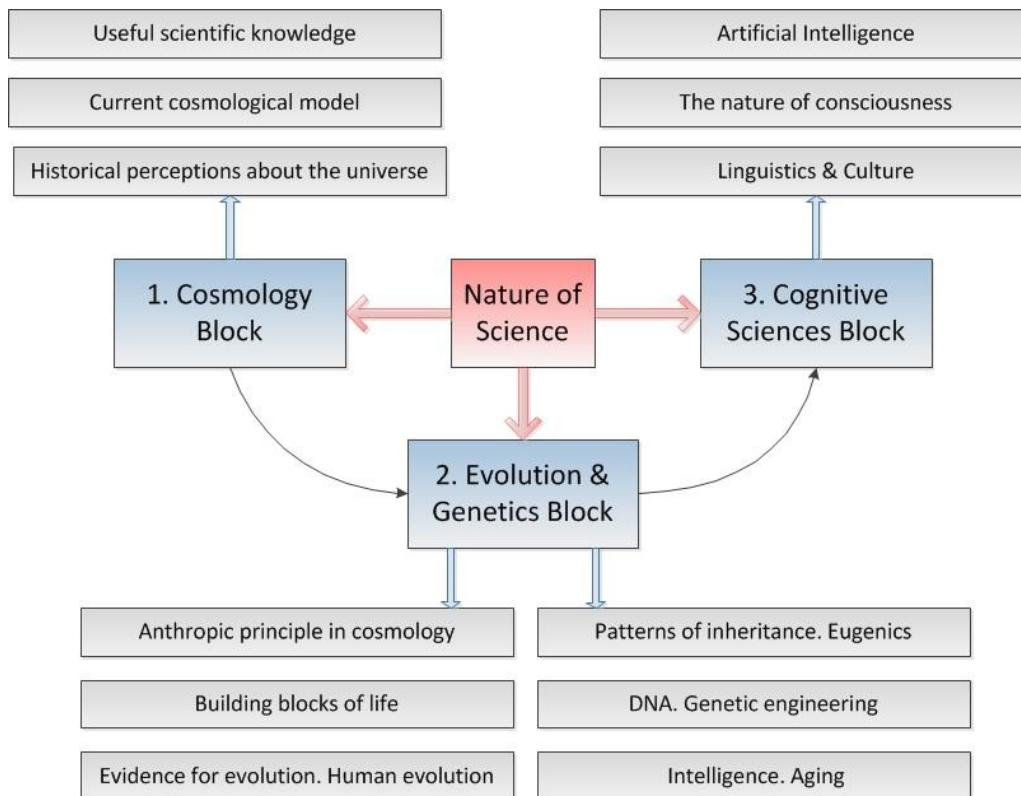 Useful scientific knowledge
Artificial Intelligence
Current cosmological model
The nature of consciousness
Historical perceptions about the universe
Linguistics & Culture
1. Cosmology
Block
Nature of
Science
3. Cognitive
Sciences Block
2. Evolution &
Genetics Block
Anthropic principle in cosmology
Patterns of inheritance. Eugenics
Building blocks of life
DNA. Genetic engineering
Evidence for evolution. Human evolution
Intelligence. Aging